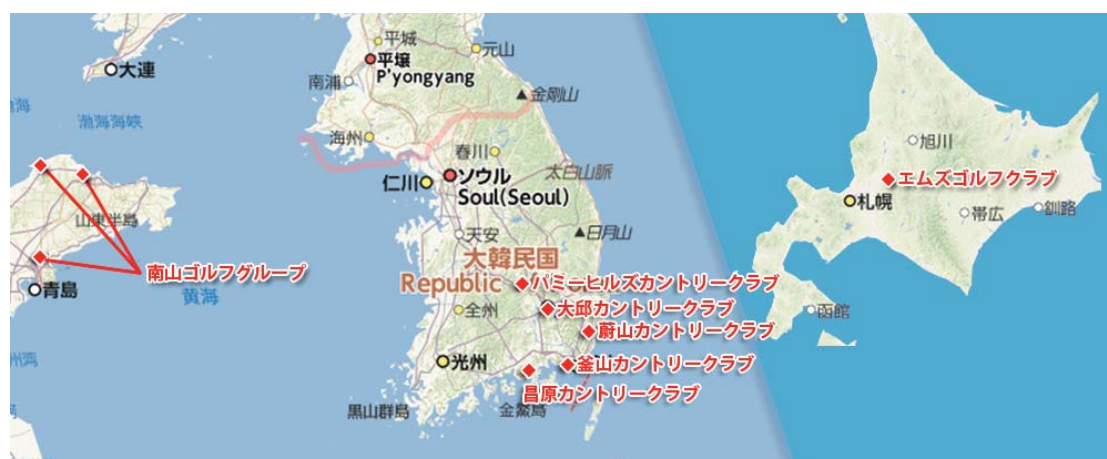 平城
元山
大連
平壌
P'yongyang
南浦
金剛山
渤海海峡
海州
春川
旭川
仁川
ソウル
Soul(Seoul)
太白山脈
エムズゴルフクラブ
札幌
帯広
釧路
山東半島
天安
日月山
大韓民国
南山ゴルフグループ
Republic
パミーヒルズカントリークラブ
青島
黄海
全州
大邱カントリークラブ
函館
蔚山カントリークラブ
州湾
光州
釜山カントリークラブ
昌原カントリークラブ
黒山群島
金鰲島